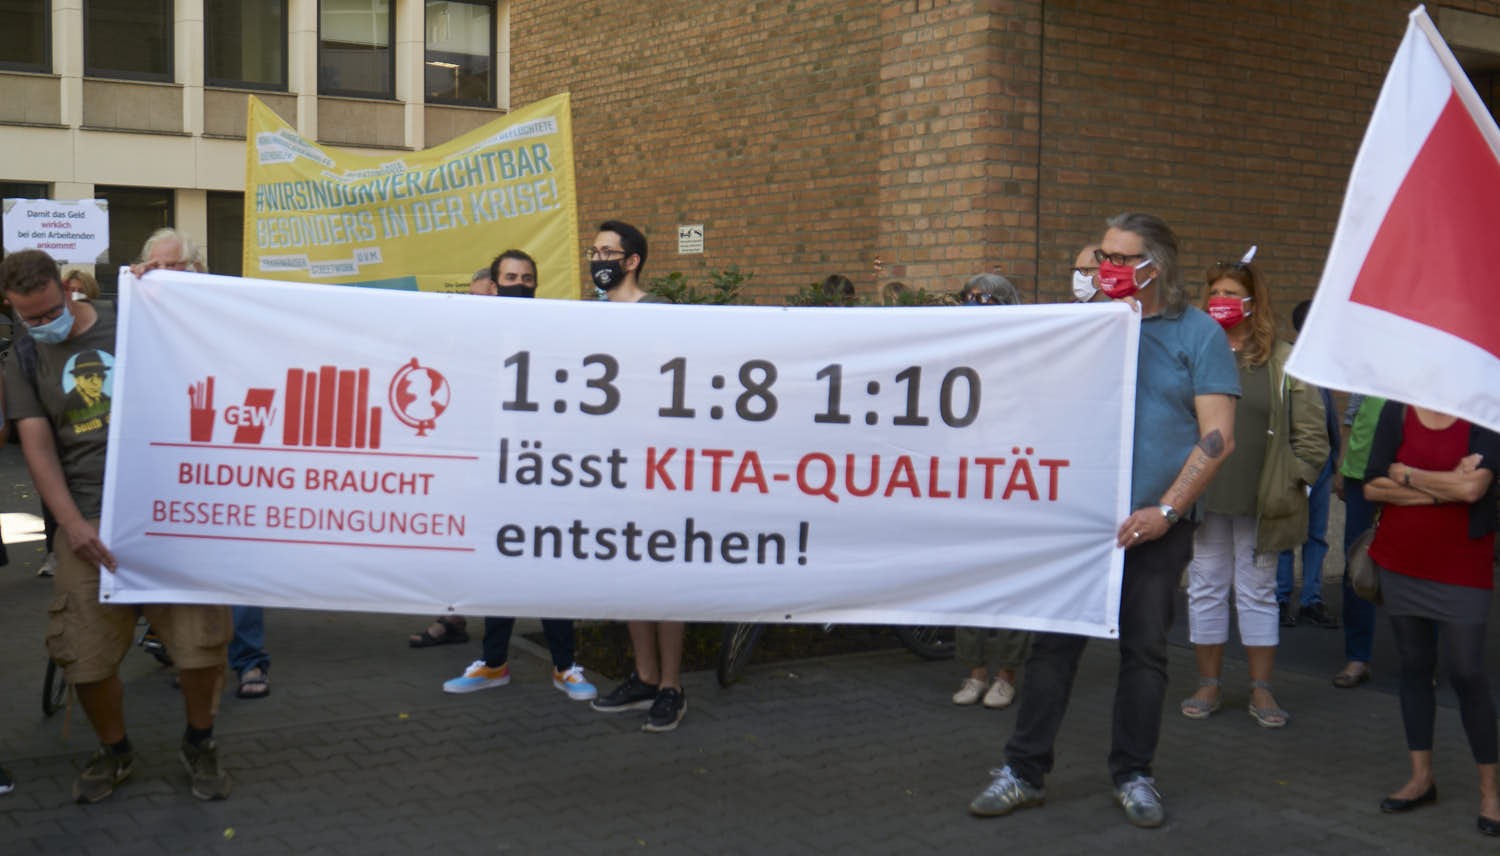 #WIRSINDUNVERZICHTBAR
BESONDERS IN DER KRISE!
STREETWORK
U.V.M.
Damit das Geld
wirklich
bei den Arbeitenden
ankommt!
GEW
BILDUNG BRAUCHT
BESSERE BEDINGUNGEN
1:3 1:8 1:10
lässt KITA-QUALITÄT
entstehen!